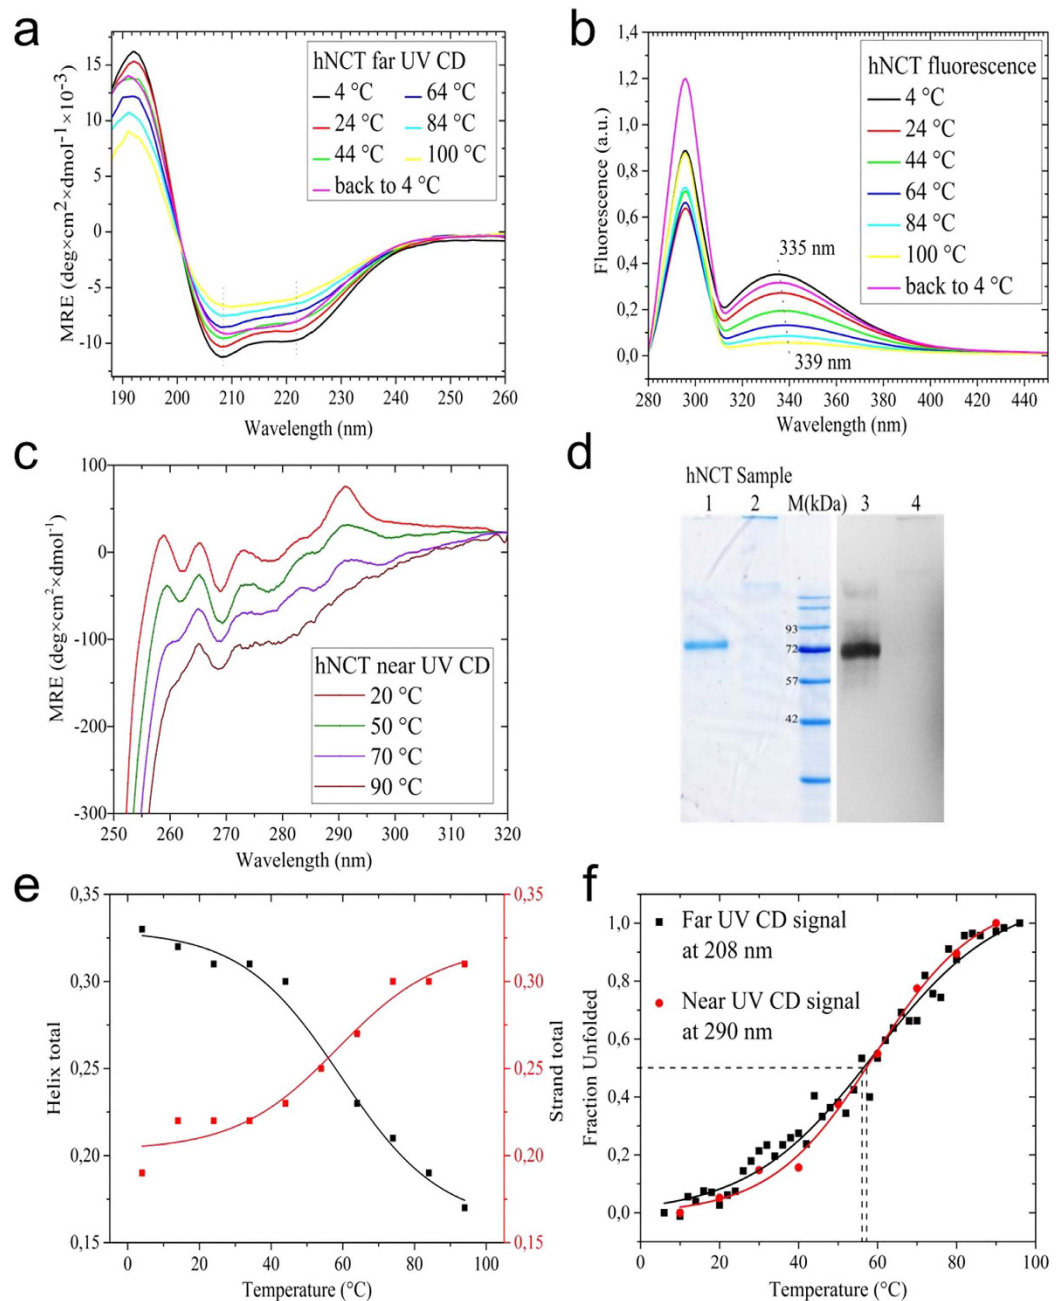 a
MRE (deg×cm²×dmol⁻¹×10⁻³)
15
10
5
0
-5
-10
hNCT far UV CD
4 °C
64 °C
24 °C
84 °C
44 °C
100 °C
back to 4 °C
190 200 210 220 230 240 250 260
Wavelength (nm)
b
Fluorescence (a.u.)
1,4
1,2
1,0
0,8
0,6
0,4
0,2
0,0
hNCT fluorescence
4 °C
24 °C
44 °C
64 °C
84 °C
100 °C
back to 4 °C
335 nm
339 nm
280 300 320 340 360 380 400 420 440
Wavelength (nm)
c
MRE (deg×cm²×dmol⁻¹)
100
0
-100
-200
-300
hNCT near UV CD
20 °C
50 °C
70 °C
90 °C
250 260 270 280 290 300 310 320
Wavelength (nm)
d
hNCT Sample
1 2 M(kDa) 3 4
93
72
57
42
e
Helix total
0,35
0,30
0,25
0,20
0,15
0,35
0,30
0,25
0,20
0,15
Strand total
0 20 40 60 80 100
Temperature (°C)
f
Fraction Unfolded
1,0
0,8
0,6
0,4
0,2
0,0
Far UV CD signal
at 208 nm
Near UV CD signal
at 290 nm
0 20 40 60 80 100
Temperature (°C)